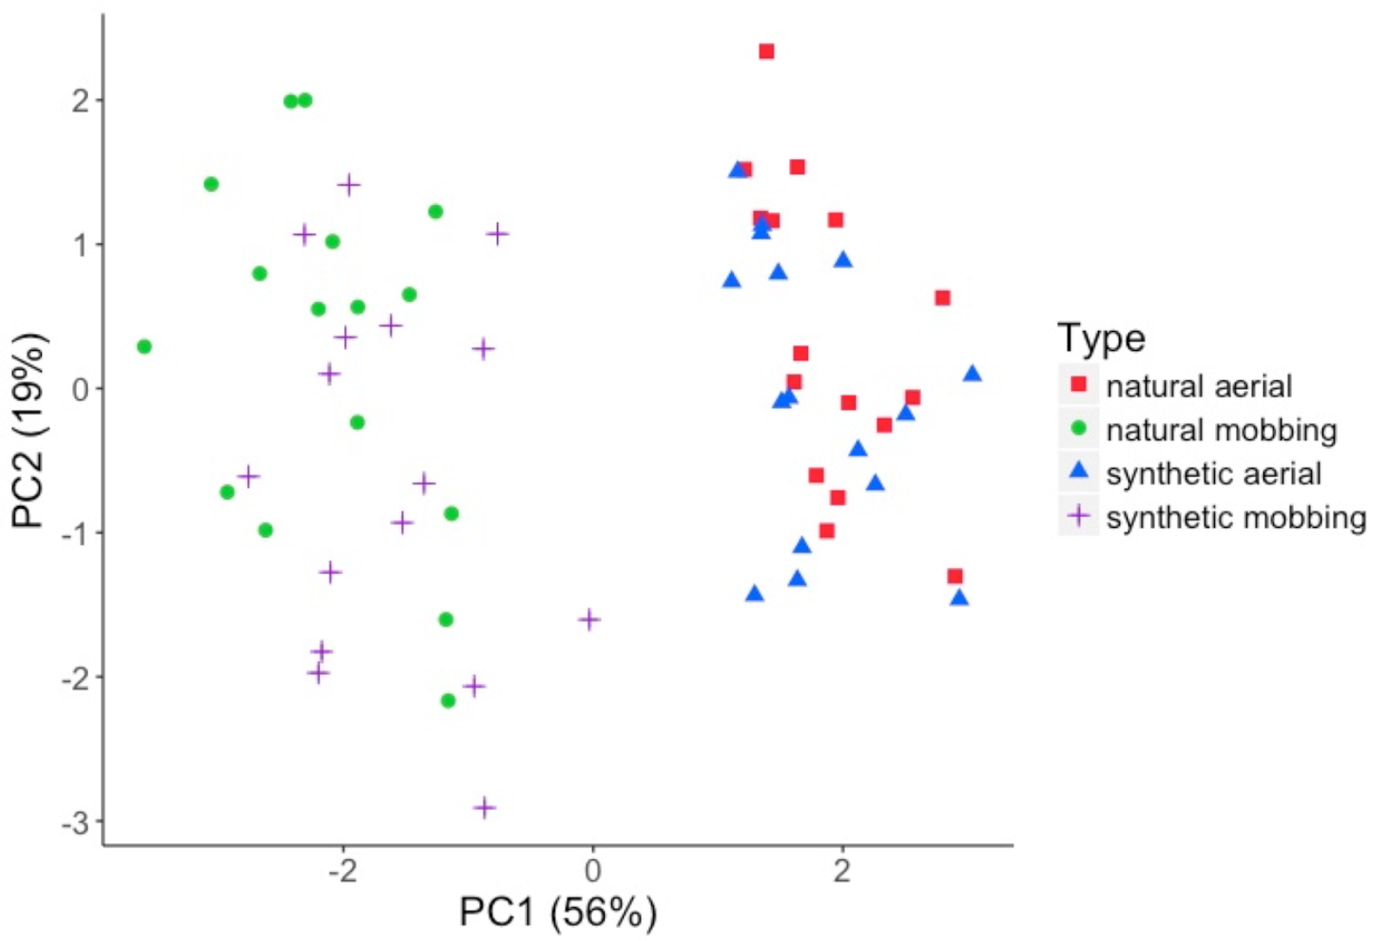 2
1
0
-1
-2
-3
-2
0
2
PC2 (19%)
PC1 (56%)
Type
natural aerial
natural mobbing
synthetic aerial
synthetic mobbing